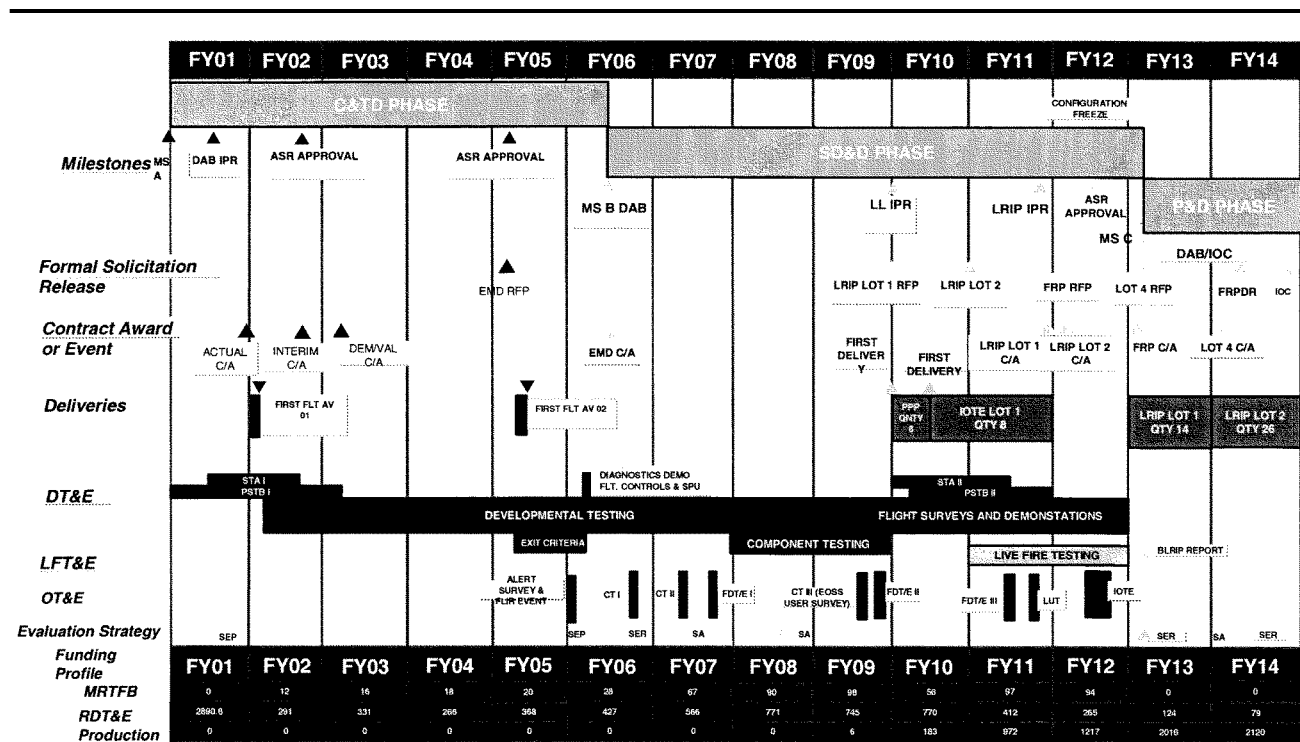 FY01 FY02 FY03 FY04 FY05 FY06 FY07 FY08 FY09 FY10 FY11 FY12 FY13 FY14
C&TD PHASE
CONFIGURATION
FREEZE
SD&D PHASE
Milestones
MS
A
DAB IPR
ASR APPROVAL
ASR APPROVAL
MS B DAB
LL IPR
LRIP IPR
ASR
APPROVAL
MS C
P&D PHASE
DAB/IOC
Formal Solicitation
Release
EMD RFP
LRIP LOT 1 RFP
LRIP LOT 2
FRP RFP
LOT 4 RFP
FRPDR
IOC
Contract Award
or Event
ACTUAL
C/A
INTERIM
C/A
DEM/VAL
C/A
EMD C/A
FIRST
DELIVER
Y
FIRST
DELIVERY
LRIP LOT 1
C/A
LRIP LOT 2
C/A
FRP C/A
LOT 4 C/A
Deliveries
FIRST FLT AV
01
FIRST FLT AV 02
PPP
QNTY
6
IOTE LOT 1
QTY 8
LRIP LOT 1
QTY 14
LRIP LOT 2
QTY 26
DT&E
STA I
PSTB I
DIAGNOSTICS DEMO
FLT. CONTROLS & SPU
STA II
PSTB II
DEVELOPMENTAL TESTING
FLIGHT SURVEYS AND DEMONSTATIONS
EXIT CRITERIA
COMPONENT TESTING
LFT&E
LIVE FIRE TESTING
BLRIP REPORT
OT&E
ALERT
SURVEY &
FLIR EVENT
CT I
CT II
FDT/E I
CT III (EOSS
USER SURVEY)
FDT/E II
FDT/E III
LUT
IOTE
Evaluation Strategy
SEP
SEP
SER
SA
SA
SER
SA
SER
Funding
Profile
FY01 FY02 FY03 FY04 FY05 FY06 FY07 FY08 FY09 FY10 FY11 FY12 FY13 FY14
MRTFB 0 12 16 18 20 28 67 90 98 56 97 94 0 0
RDT&E 2890.6 291 331 266 368 427 566 771 745 770 412 265 124 79
Production 0 0 0 0 0 0 0 0 6 183 972 1217 2016 2120